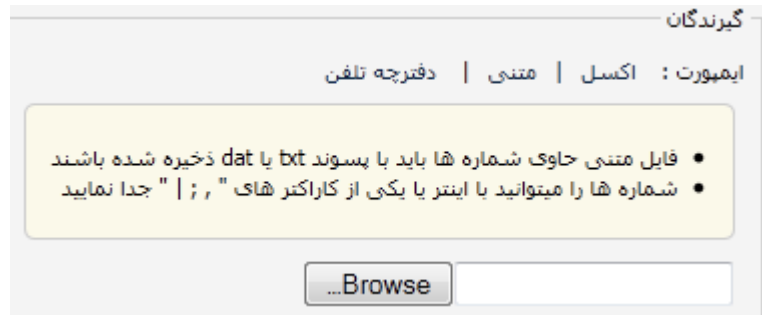 گیرندگان
ایمپورت : اکسل | متنی | دفترچه تلفن
• فایل متنی حاوی شماره ها باید با پسوند txt یا dat ذخیره شده باشند
• شماره ها را میتوانید با اینتر یا یکی از کاراکتر های " , ; | " جدا نمایید
Browse...